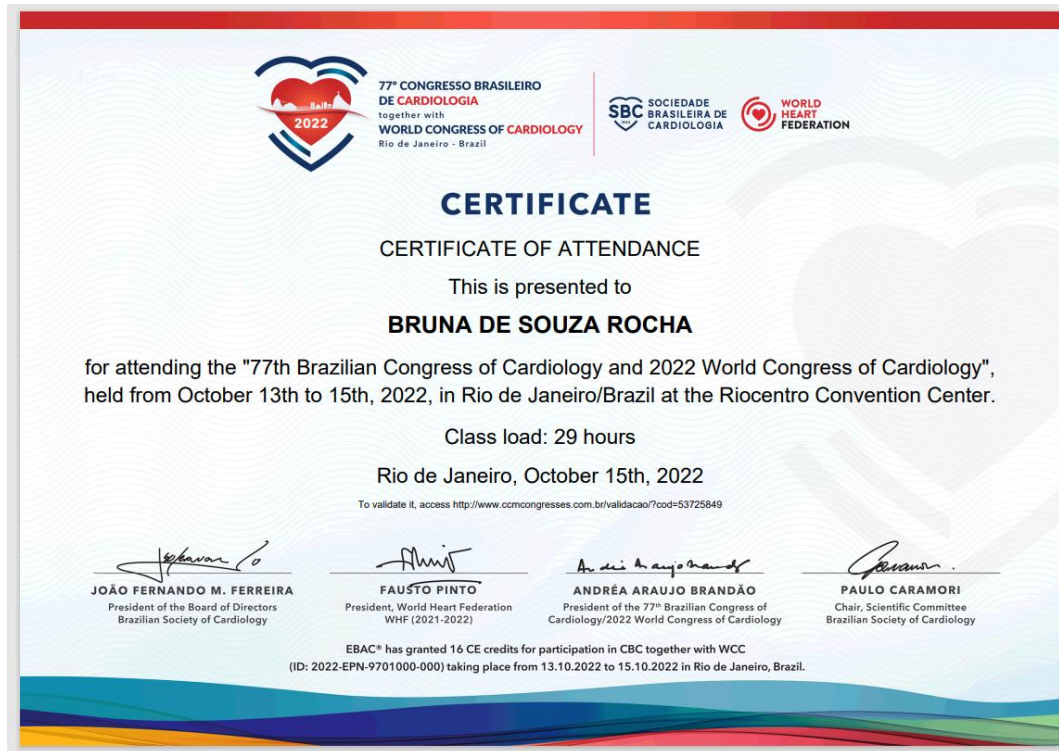 2022
77º CONGRESSO BRASILEIRO
DE CARDIOLOGIA
together with
WORLD CONGRESS OF CARDIOLOGY
Rio de Janeiro - Brazil
SBC
SOCIEDADE
BRASILEIRA DE
CARDIOLOGIA
WORLD
HEART
FEDERATION
CERTIFICATE
CERTIFICATE OF ATTENDANCE
This is presented to
BRUNA DE SOUZA ROCHA
for attending the "77th Brazilian Congress of Cardiology and 2022 World Congress of Cardiology",
held from October 13th to 15th, 2022, in Rio de Janeiro/Brazil at the Riocentro Convention Center.
Class load: 29 hours
Rio de Janeiro, October 15th, 2022
To validate it, access http://www.ccmcongresses.com.br/validacao/?cod=53725849
JOÃO FERNANDO M. FERREIRA
President of the Board of Directors
Brazilian Society of Cardiology
FAUSTO PINTO
President, World Heart Federation
WHF (2021-2022)
ANDRÉA ARAUJO BRANDÃO
President of the 77th Brazilian Congress of
Cardiology/2022 World Congress of Cardiology
PAULO CARAMORI
Chair, Scientific Committee
Brazilian Society of Cardiology
EBAC® has granted 16 CE credits for participation in CBC together with WCC
(ID: 2022-EPN-9701000-000) taking place from 13.10.2022 to 15.10.2022 in Rio de Janeiro, Brazil.